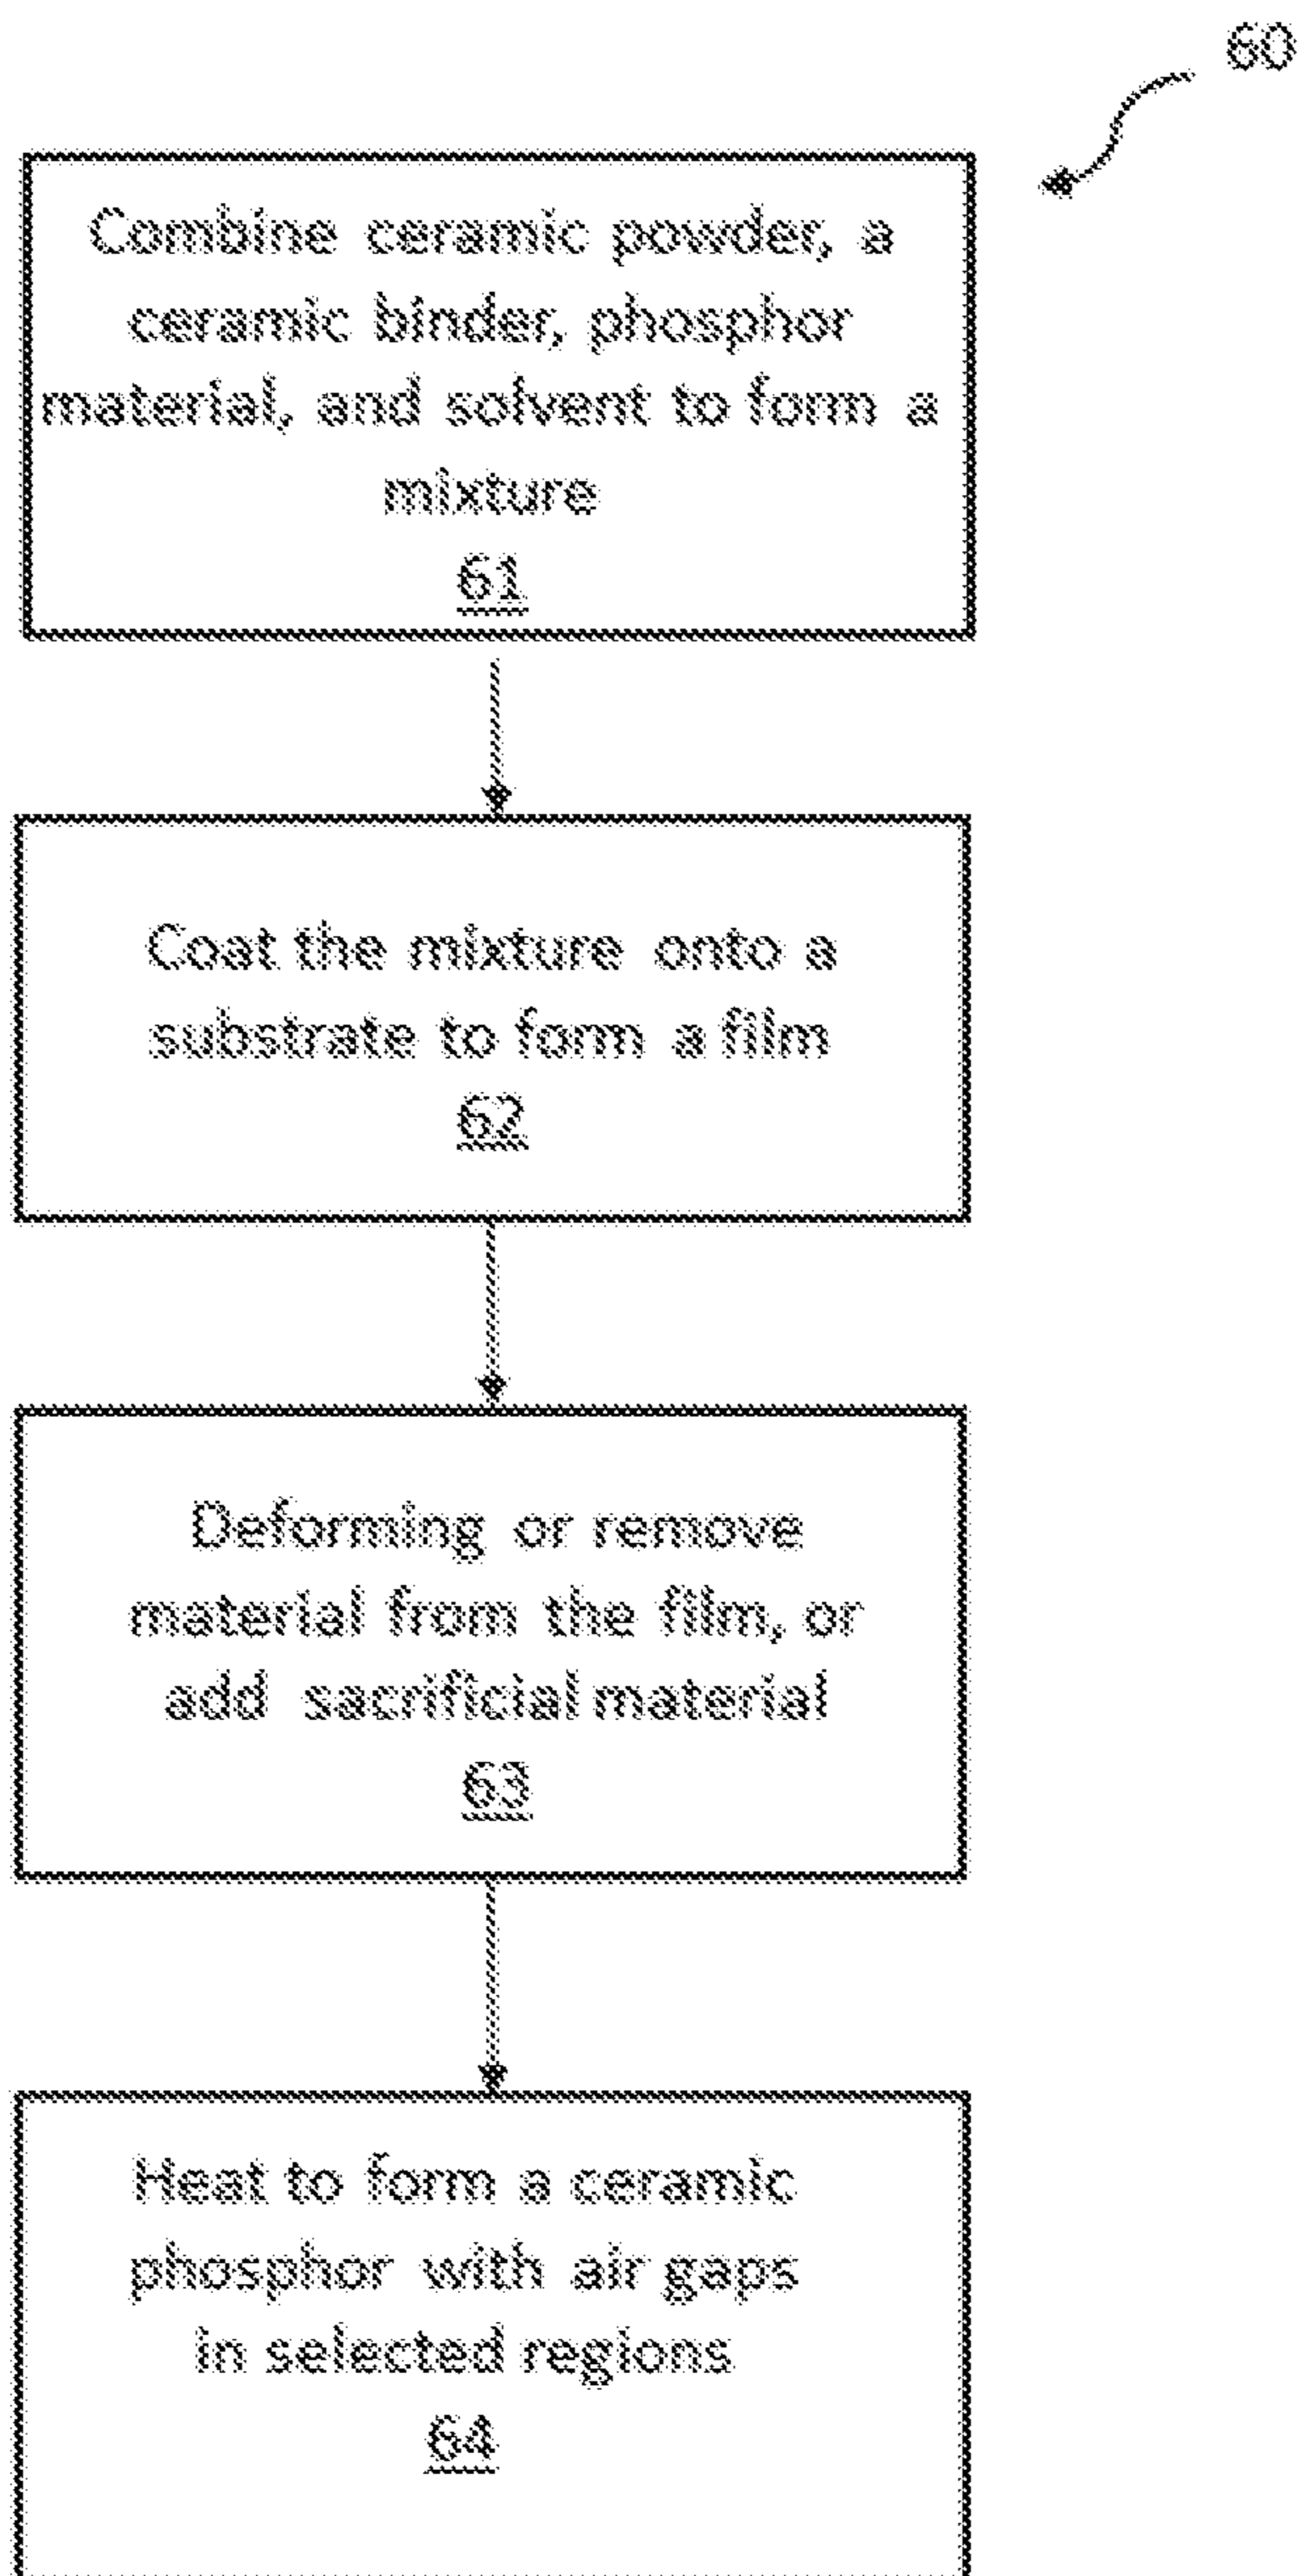 60
Combine ceramic powder, a
ceramic binder, phosphor
material, and solvent to form a
mixture
61
Coat the mixture onto a
substrate to form a film
62
Deforming or remove
material from the film, or
add sacrificial material
63
Heat to form a ceramic
phosphor with air gaps
in selected regions
64